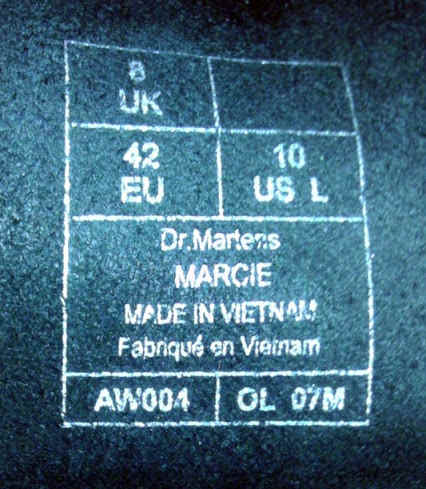 8
UK
42 10
EU US L
Dr.Martens
MARCIE
MADE IN VIETNAM
Fabriqué en Vietnam
AW004 OL 07M